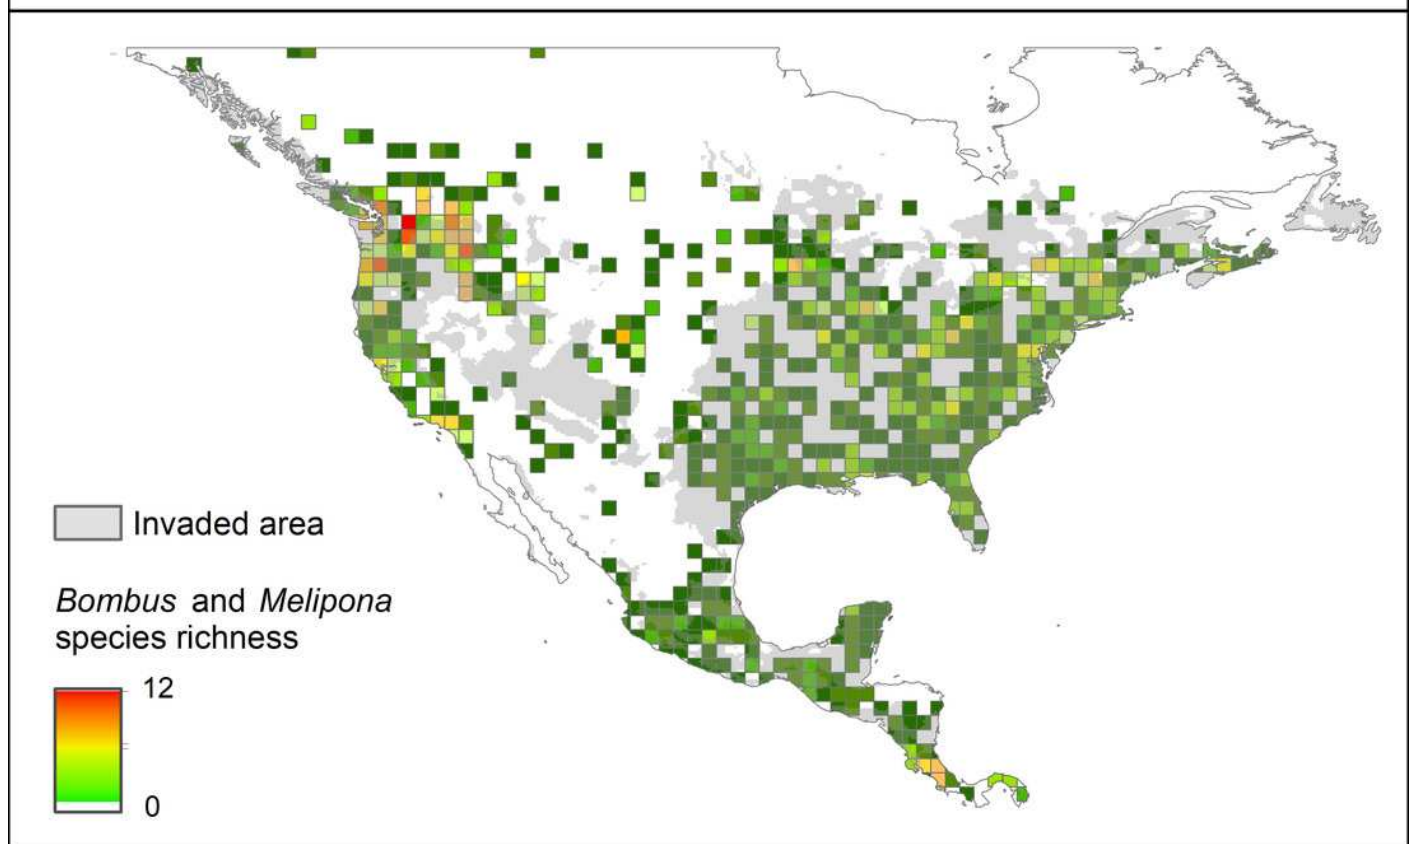 Invaded area
Bombus and Melipona
species richness
12
0